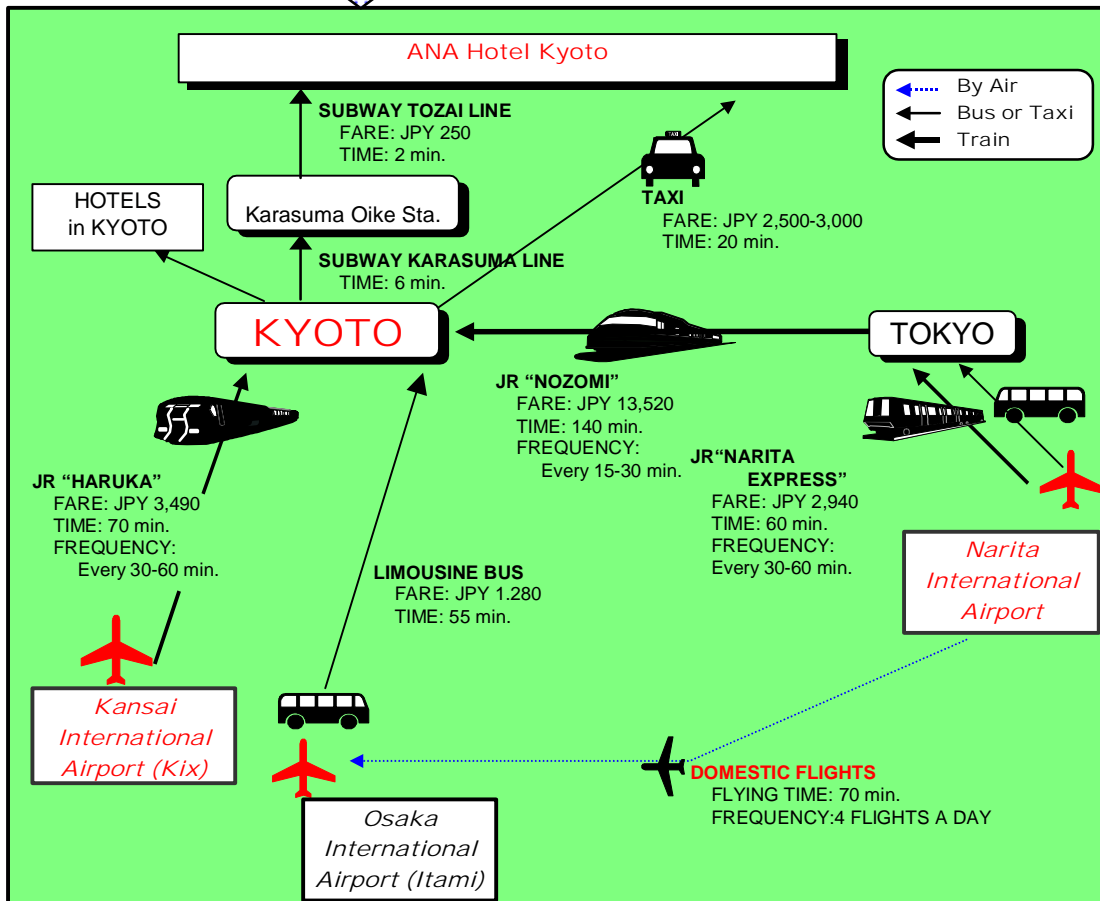 ANA Hotel Kyoto
By Air
Bus or Taxi
Train
SUBWAY TOZAI LINE
FARE: JPY 250
TIME: 2 min.
TAXI
TAXI
FARE: JPY 2,500-3,000
TIME: 20 min.
HOTELS
in KYOTO
Karasuma Oike Sta.
SUBWAY KARASUMA LINE
TIME: 6 min.
KYOTO
TOKYO
JR “NOZOMI”
FARE: JPY 13,520
TIME: 140 min.
FREQUENCY:
Every 15-30 min.
JR“NARITA
EXPRESS”
FARE: JPY 2,940
TIME: 60 min.
FREQUENCY:
Every 30-60 min.
JR “HARUKA”
FARE: JPY 3,490
TIME: 70 min.
FREQUENCY:
Every 30-60 min.
LIMOUSINE BUS
FARE: JPY 1.280
TIME: 55 min.
Narita
International
Airport
Kansai
International
Airport (Kix)
DOMESTIC FLIGHTS
FLYING TIME: 70 min.
FREQUENCY:4 FLIGHTS A DAY
Osaka
International
Airport (Itami)